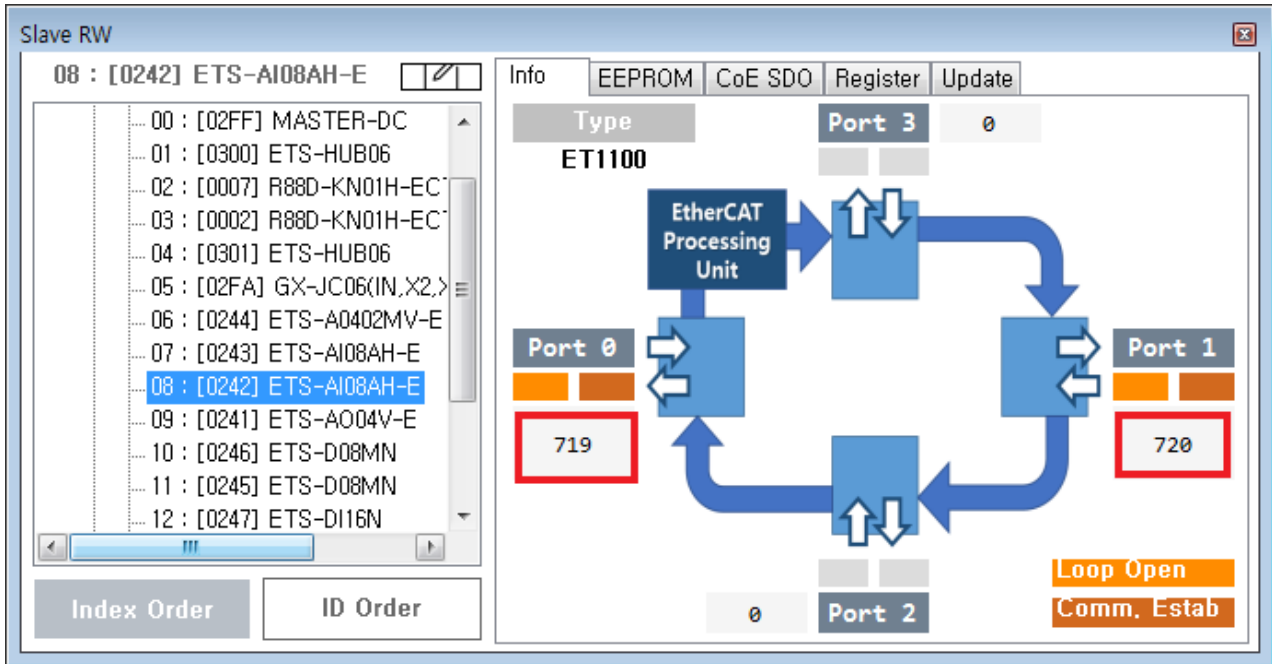 Slave RW
08 : [0242] ETS-AI08AH-E
00 : [02FF] MASTER-DC
01 : [0300] ETS-HUB06
02 : [0007] R88D-KN01H-EC
03 : [0002] R88D-KN01H-EC
04 : [0301] ETS-HUB06
05 : [02FA] GX-JC06(IN,X2,
06 : [0244] ETS-A0402MV-E
07 : [0243] ETS-AI08AH-E
08 : [0242] ETS-AI08AH-E
09 : [0241] ETS-AO04V-E
10 : [0246] ETS-D08MN
11 : [0245] ETS-D08MN
12 : [0247] ETS-DI16N
Index Order
ID Order
Info
EEPROM
CoE SDO
Register
Update
Type
ET1100
Port 3
0
EtherCAT
Processing
Unit
Port 0
719
Port 1
720
0
Port 2
Loop Open
Comm, Estab